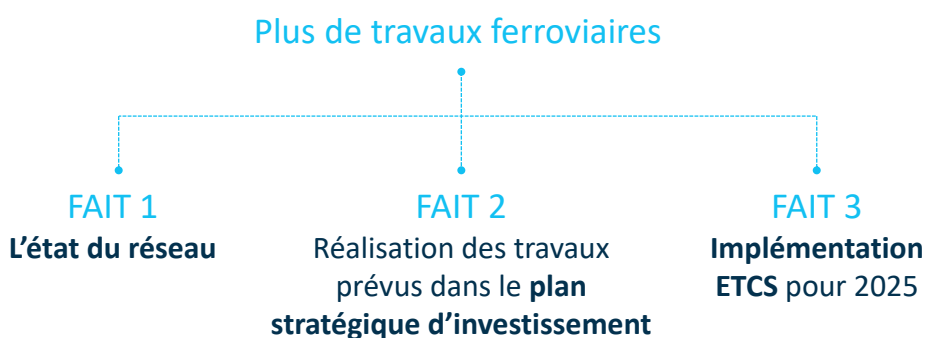 Plus de travaux ferroviaires
FAIT 1
L’état du réseau
FAIT 2
Réalisation des travaux
prévus dans le plan
stratégique d’investissement
FAIT 3
Implémentation
ETCS pour 2025